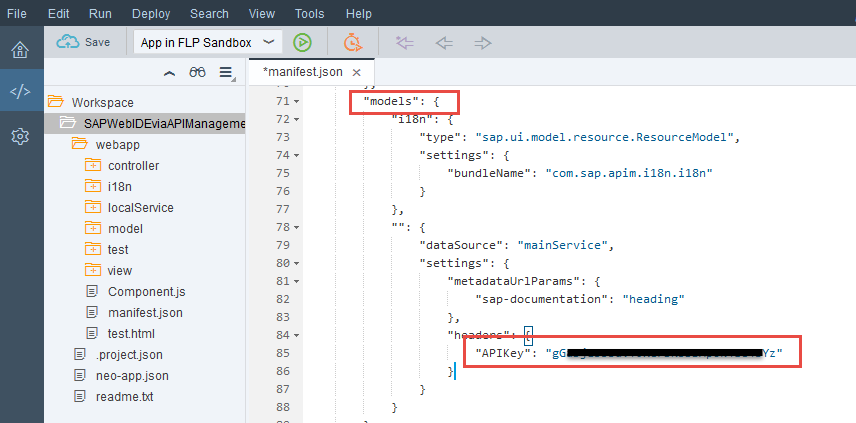 File Edit Run Deploy Search View Tools Help
Save App in FLP Sandbox
*manifest.json ×
Workspace
SAPWebIDEviaAPIManageme
webapp
controller
i18n
localService
model
test
view
Component.js
manifest.json
test.html
.project.json
neo-app.json
readme.txt
71 "models": {
72 "i18n": {
73 "type": "sap.ui.model.resource.ResourceModel",
74 "settings": {
75 "bundleName": "com.sap.apim.i18n.i18n"
76 }
77 },
78 "": {
79 "dataSource": "mainService",
80 "settings": {
81 "metadataUrlParams": {
82 "sap-documentation": "heading"
83 },
84 "headers": {
85 "APIKey": "gG Yz"
86 }
87 }
88 }